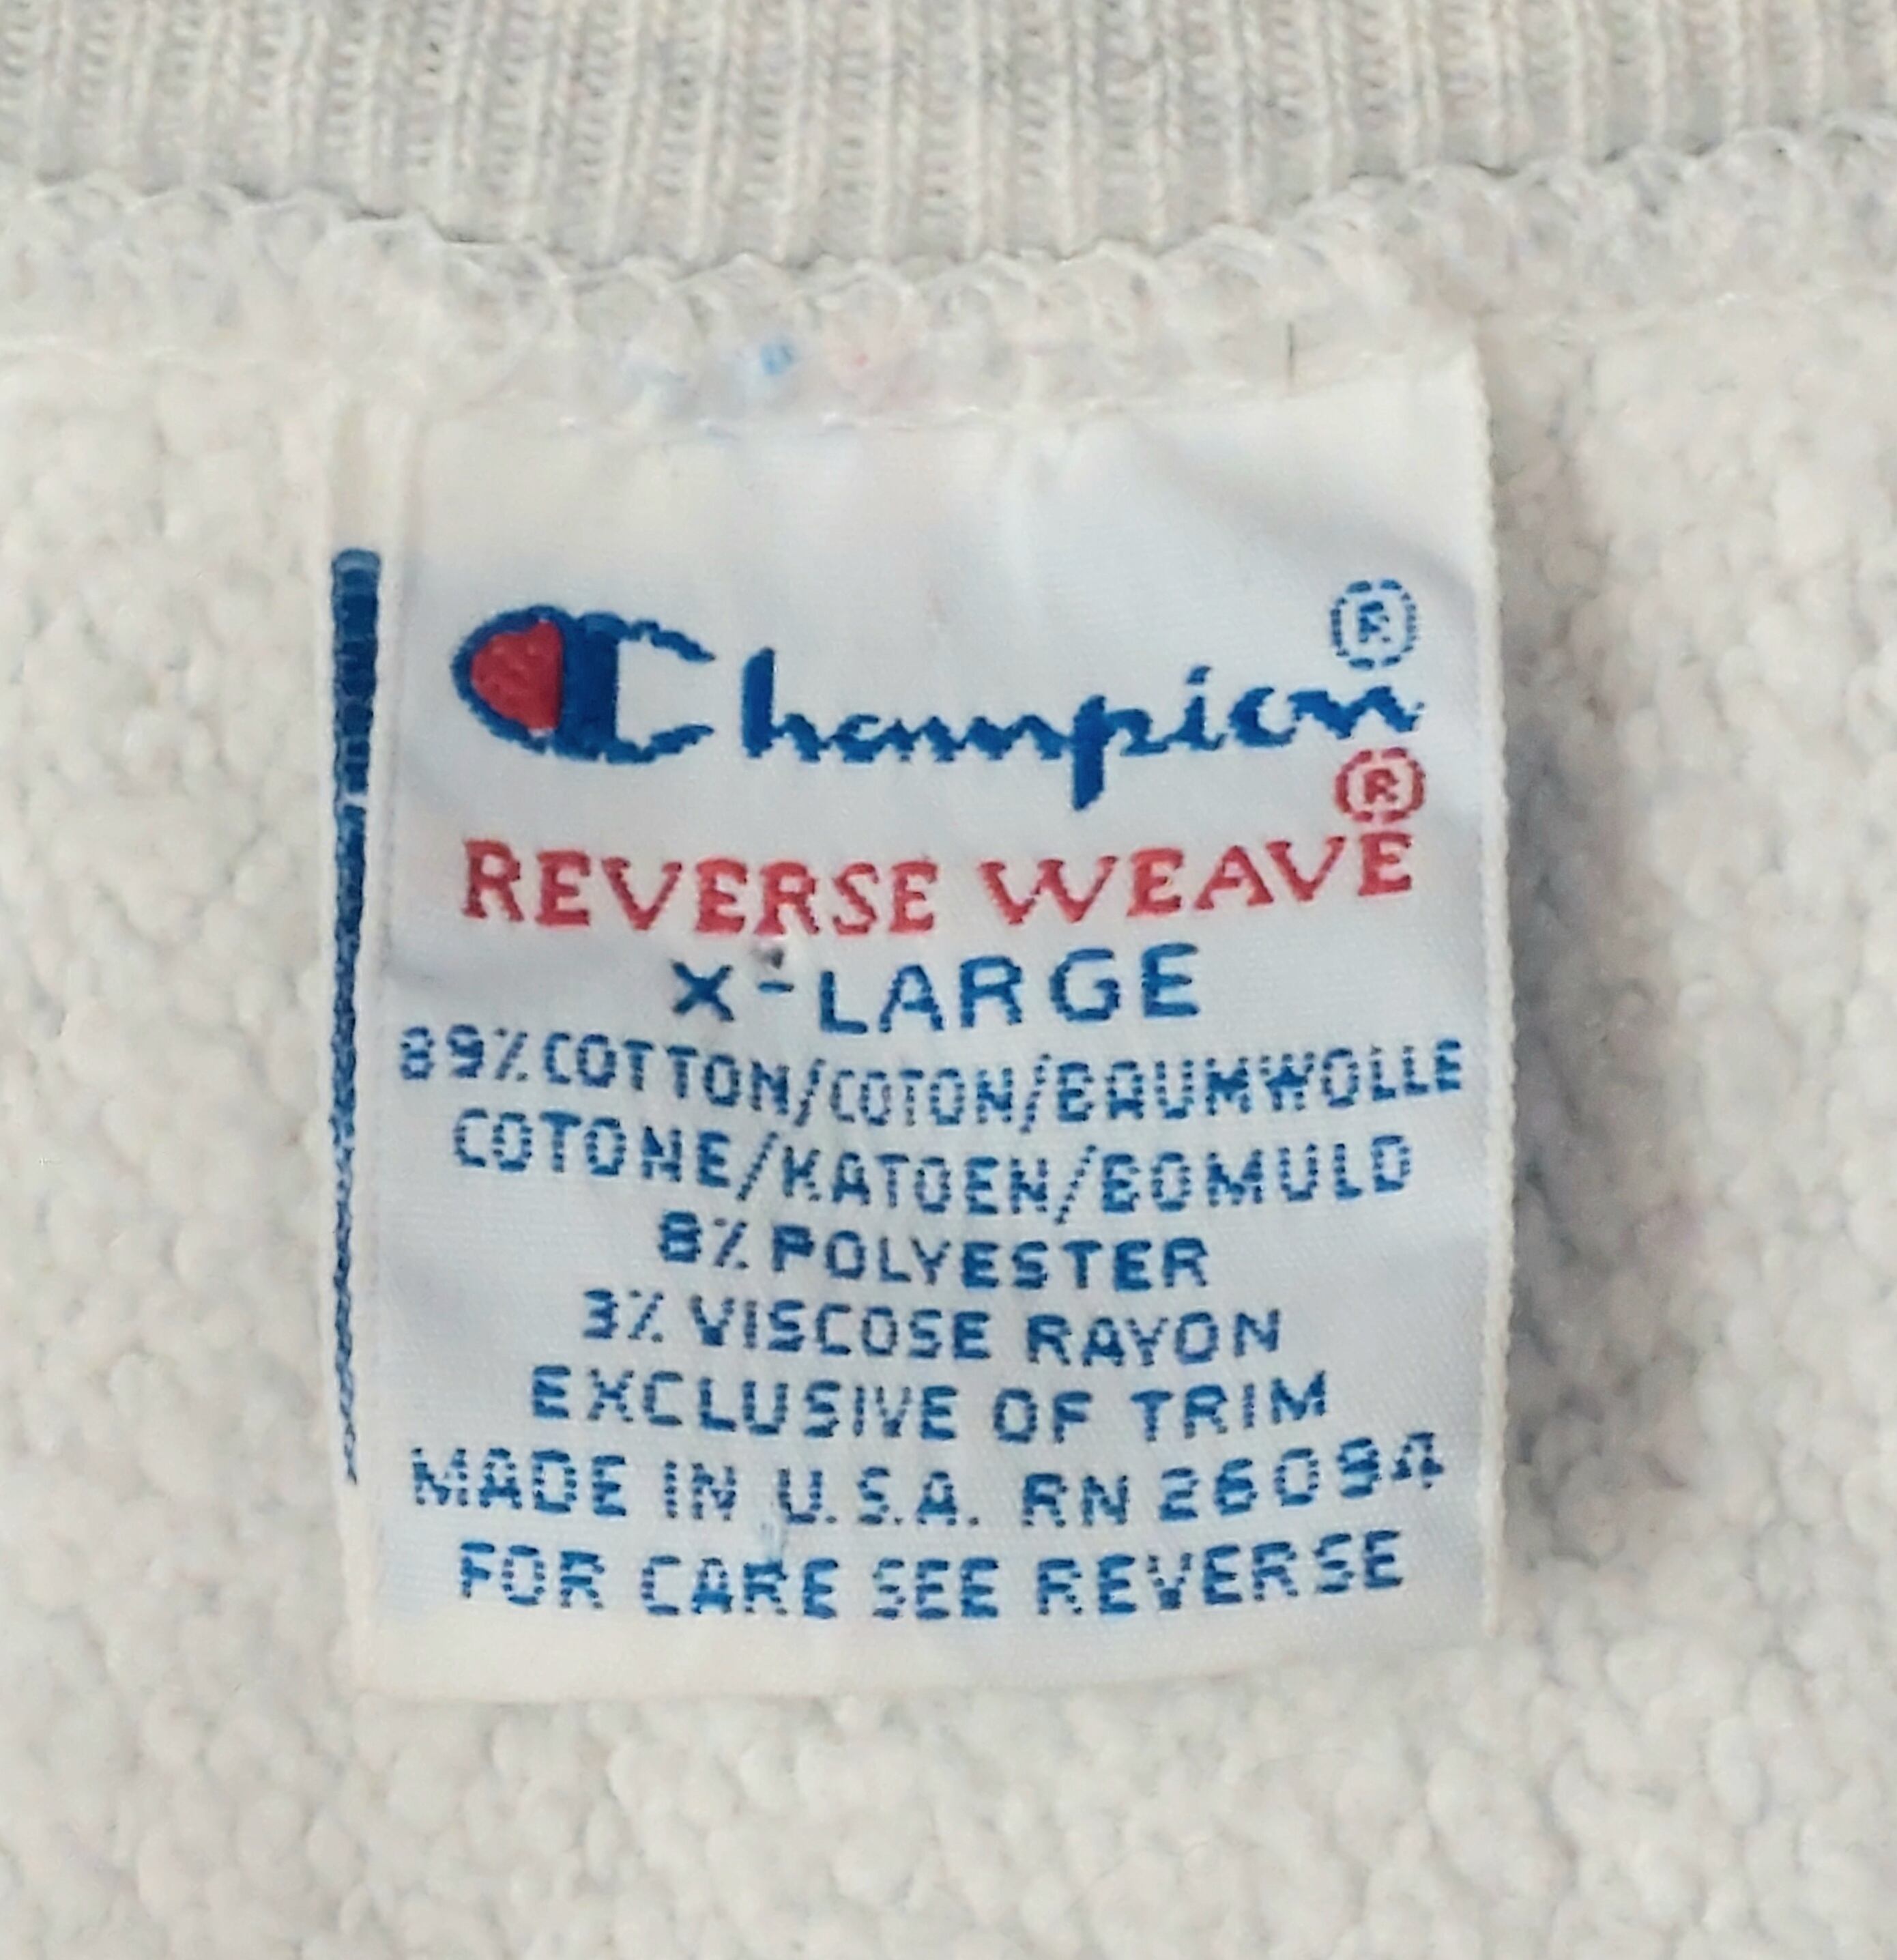 Champion®
REVERSE WEAVE®
X-LARGE
89% COTTON/COTON/BAUMWOLLE
COTONE/KATOEN/BOMULD
8% POLYESTER
3% VISCOSE RAYON
EXCLUSIVE OF TRIM
MADE IN U.S.A. RN 26094
FOR CARE SEE REVERSE